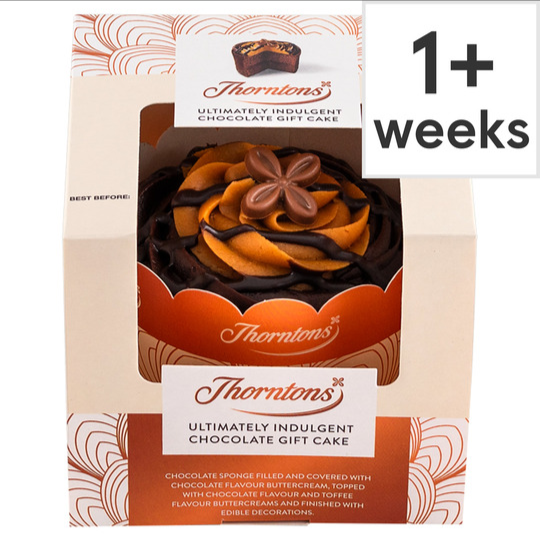 1+
weeks
Thorntons
ULTIMATELY INDULGENT
CHOCOLATE GIFT CAKE
BEST BEFORE:
Thorntons
Thorntons
ULTIMATELY INDULGENT
CHOCOLATE GIFT CAKE
CHOCOLATE SPONGE FILLED AND COVERED WITH
CHOCOLATE FLAVOUR BUTTERCREAM, TOPPED
WITH CHOCOLATE FLAVOUR AND TOFFEE
FLAVOUR BUTTERCREAMS AND FINISHED WITH
EDIBLE DECORATIONS.